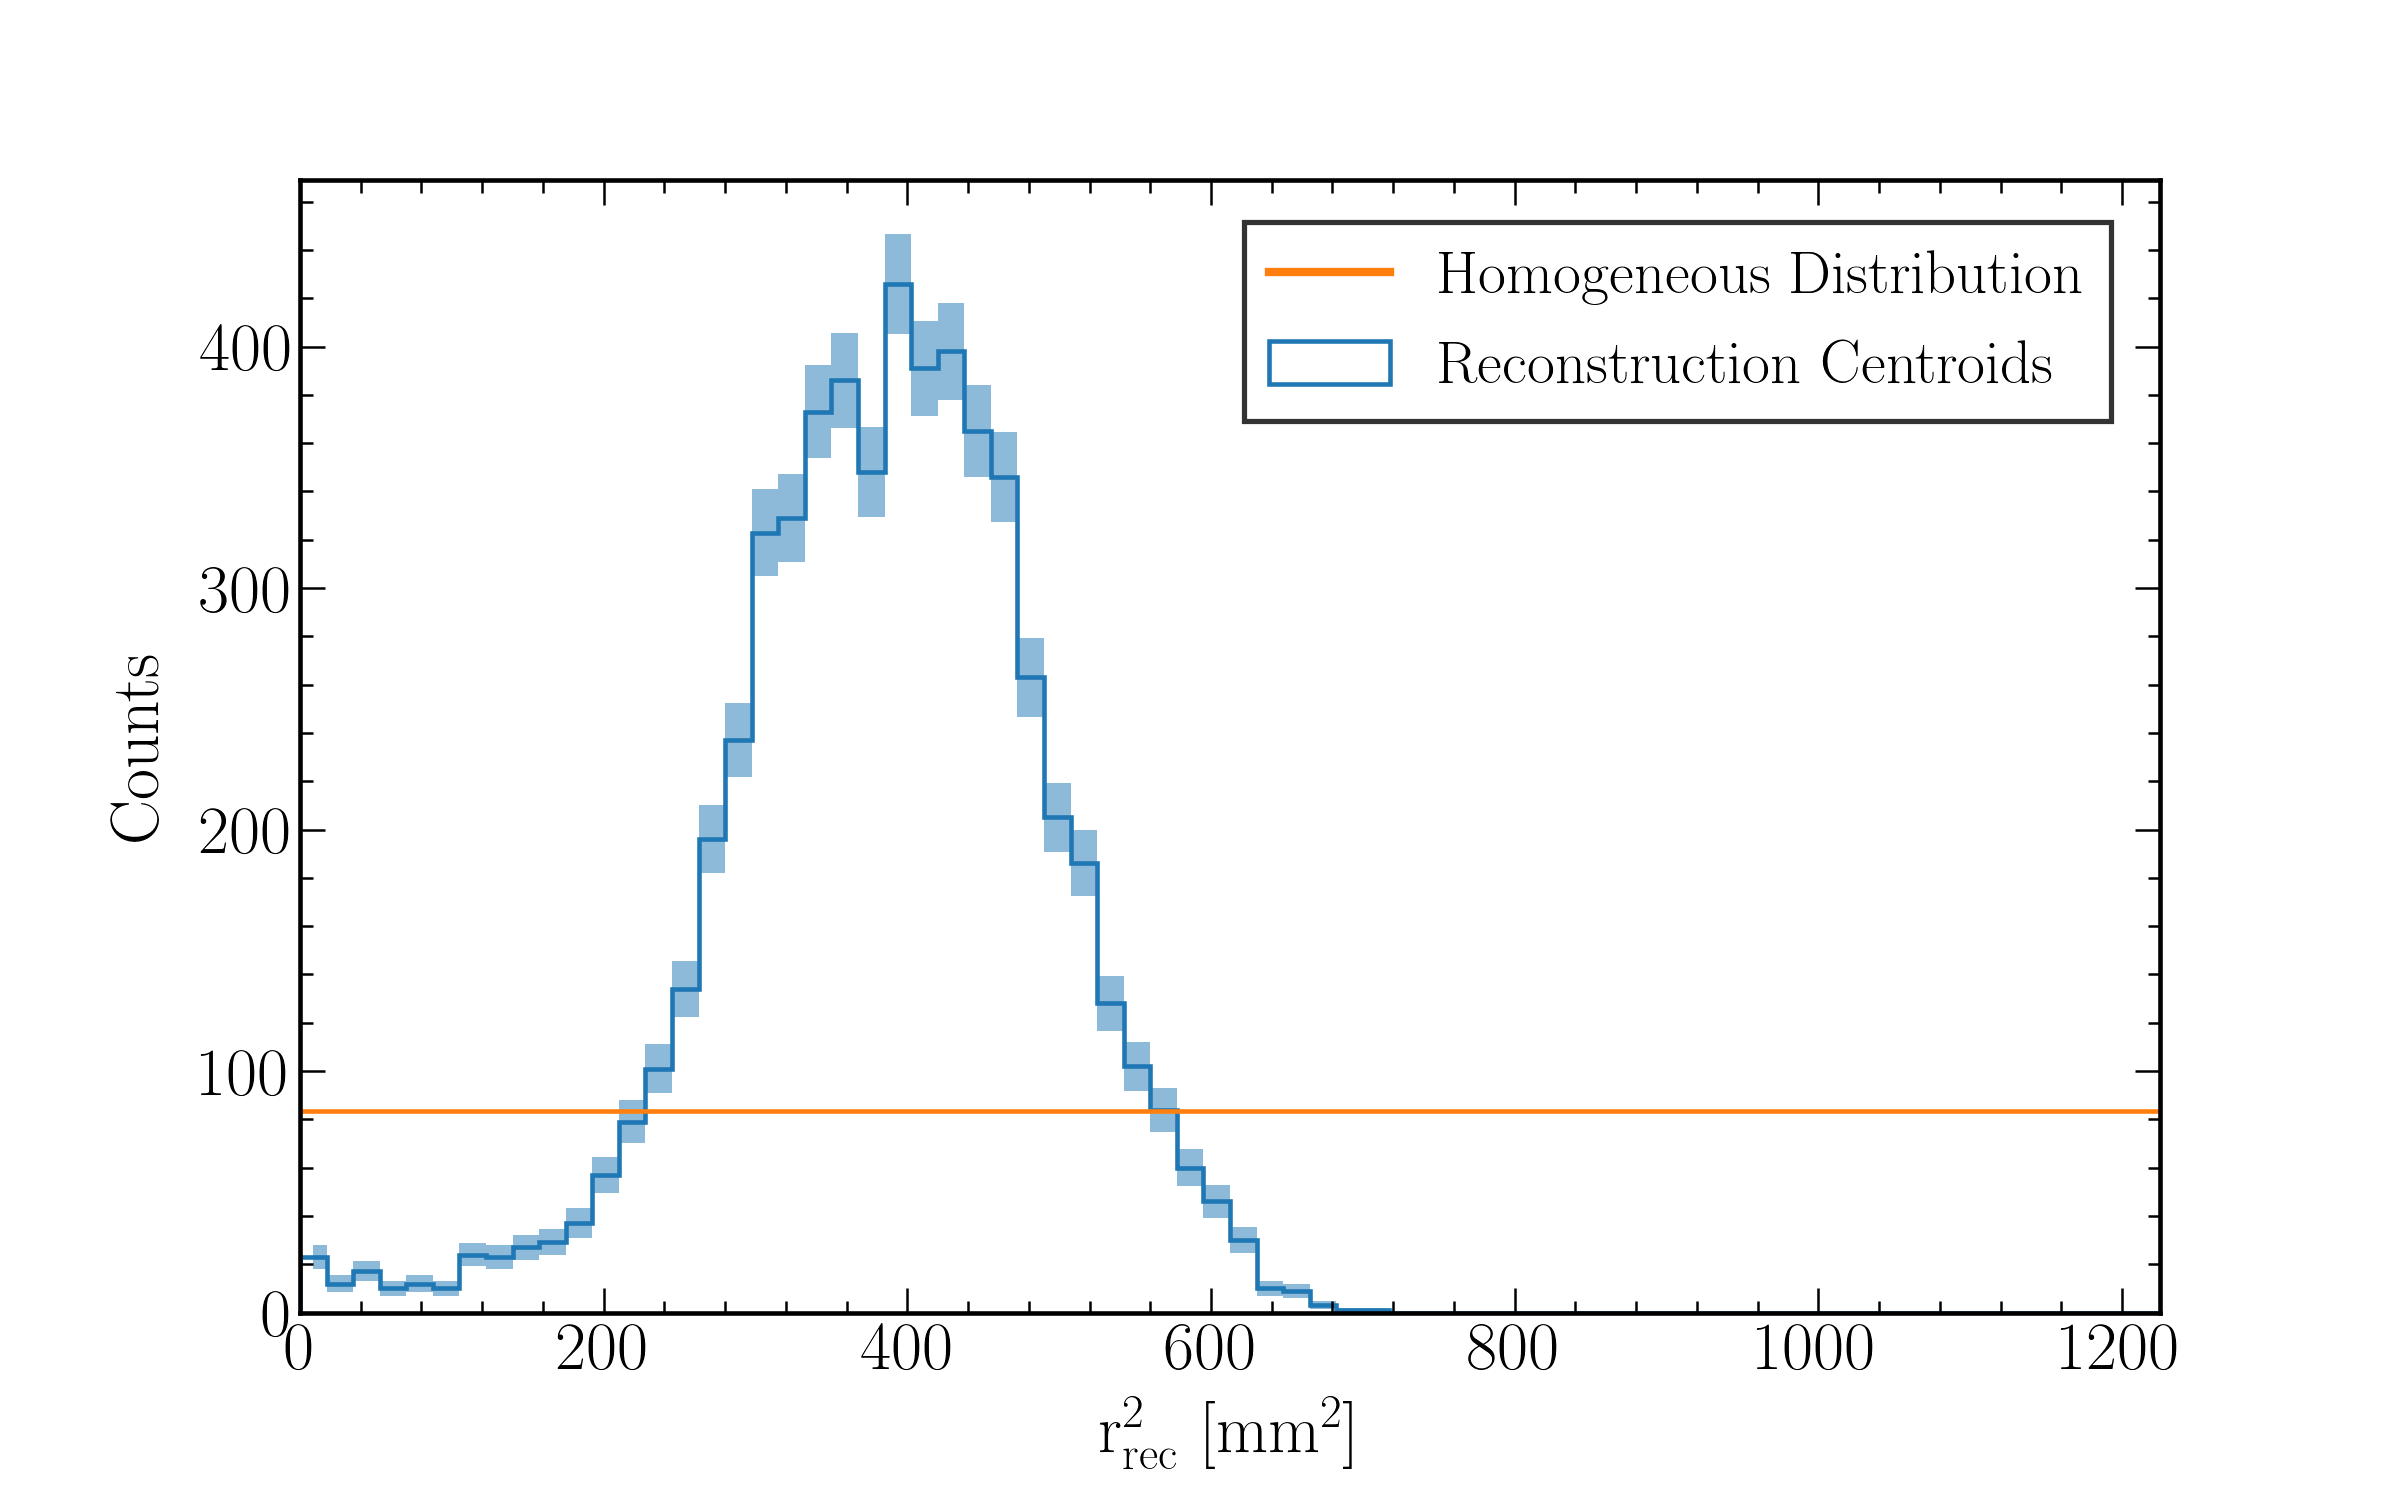 Homogeneous Distribution
Reconstruction Centroids
400
300
200
100
0
Counts
0 200 400 600 800 1000 1200
r²rec [mm²]